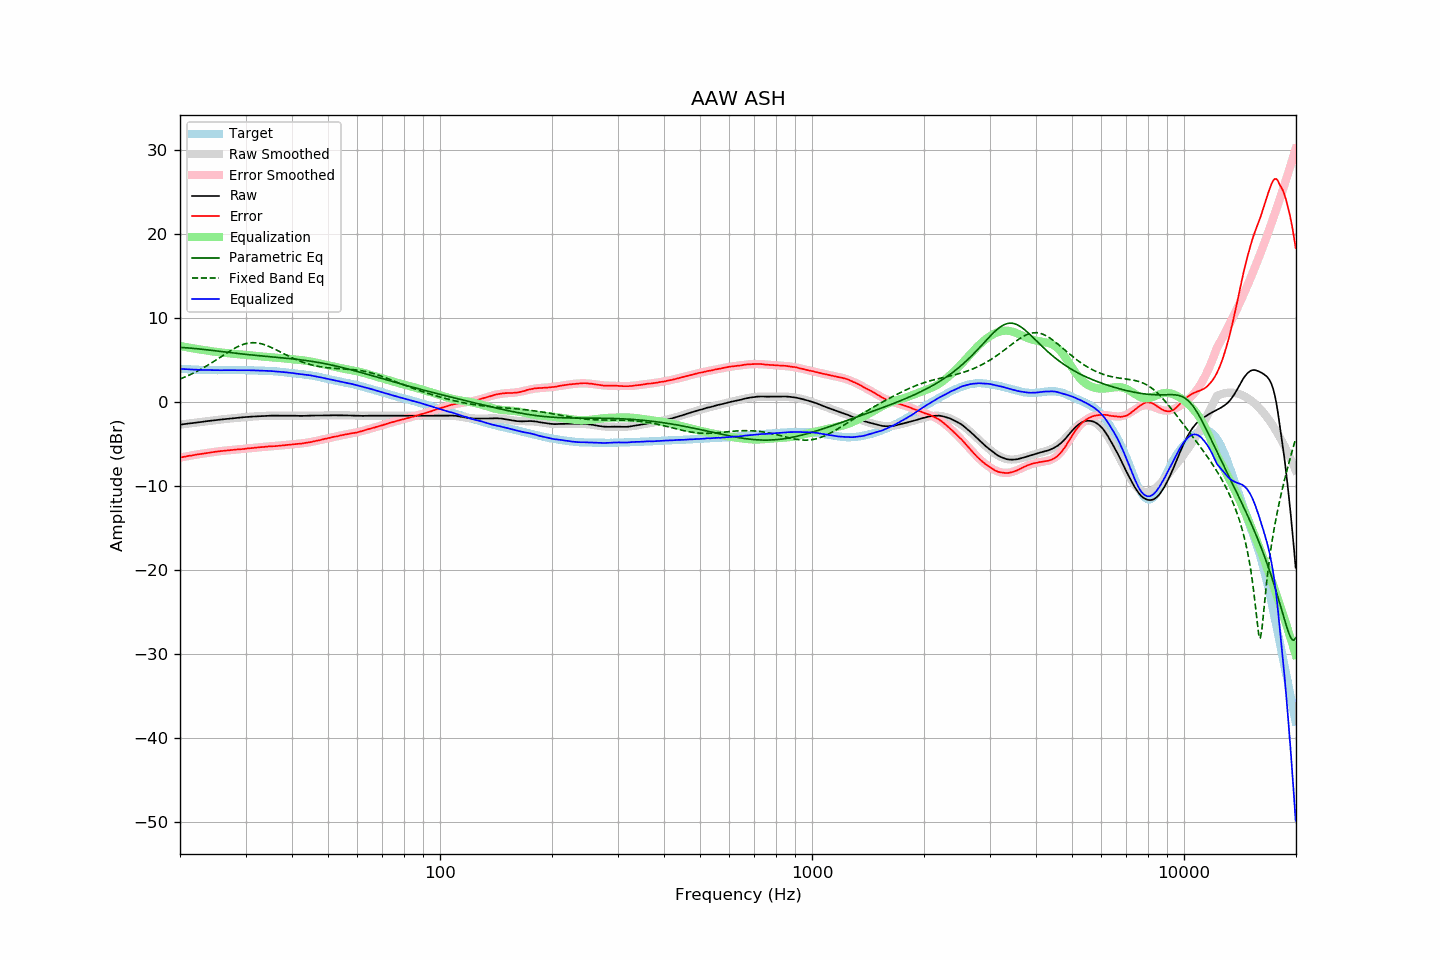 AAW ASH
Target
Raw Smoothed
Error Smoothed
Raw
Error
Equalization
Parametric Eq
Fixed Band Eq
Equalized
30
20
10
0
−10
−20
−30
−40
−50
Amplitude (dBr)
100
1000
10000
Frequency (Hz)